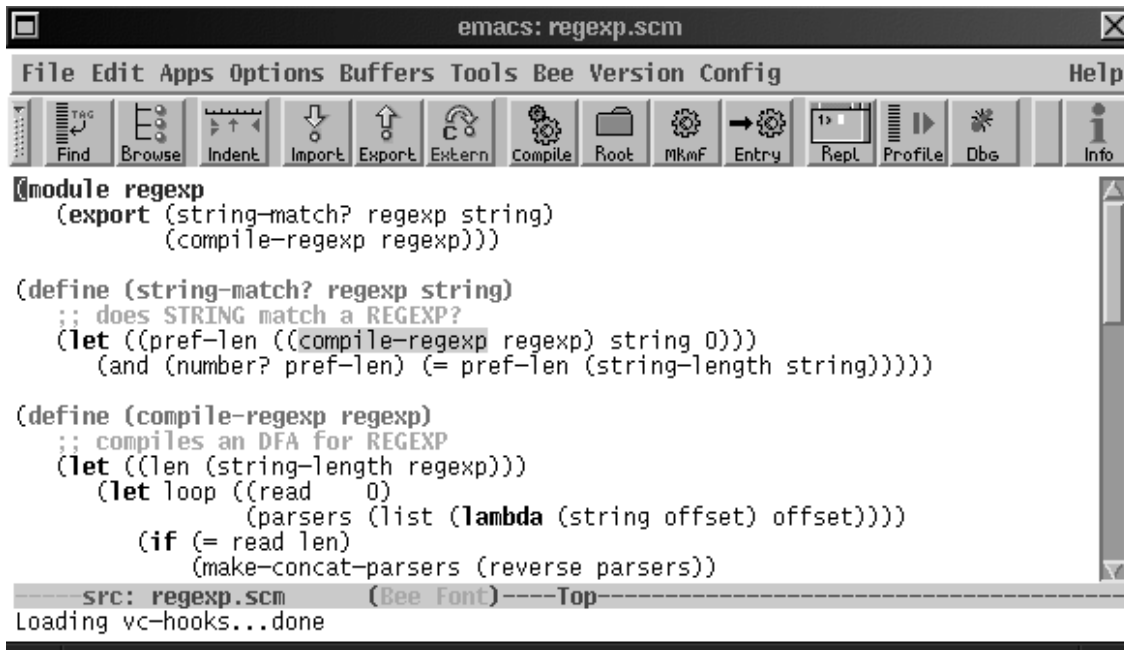 emacs: regexp.scm
File Edit Apps Options Buffers Tools Bee Version Config Help
TAG C 1>
Find Browse Indent Import Export Extern Compile Root MKmF Entry Repl Profile Dbg Info
(module regexp
(export (string-match? regexp string)
(compile-regexp regexp)))
(define (string-match? regexp string)
;; does STRING match a REGEXP?
(let ((pref-len ((compile-regexp regexp) string 0)))
(and (number? pref-len) (= pref-len (string-length string)))))
(define (compile-regexp regexp)
;; compiles an DFA for REGEXP
(let ((len (string-length regexp)))
(let loop ((read    0)
(parsers (list (lambda (string offset) offset))))
(if (= read len)
(make-concat-parsers (reverse parsers))
-----src: regexp.scm      (Bee Font)----Top----------------------------------------
Loading vc-hooks...done